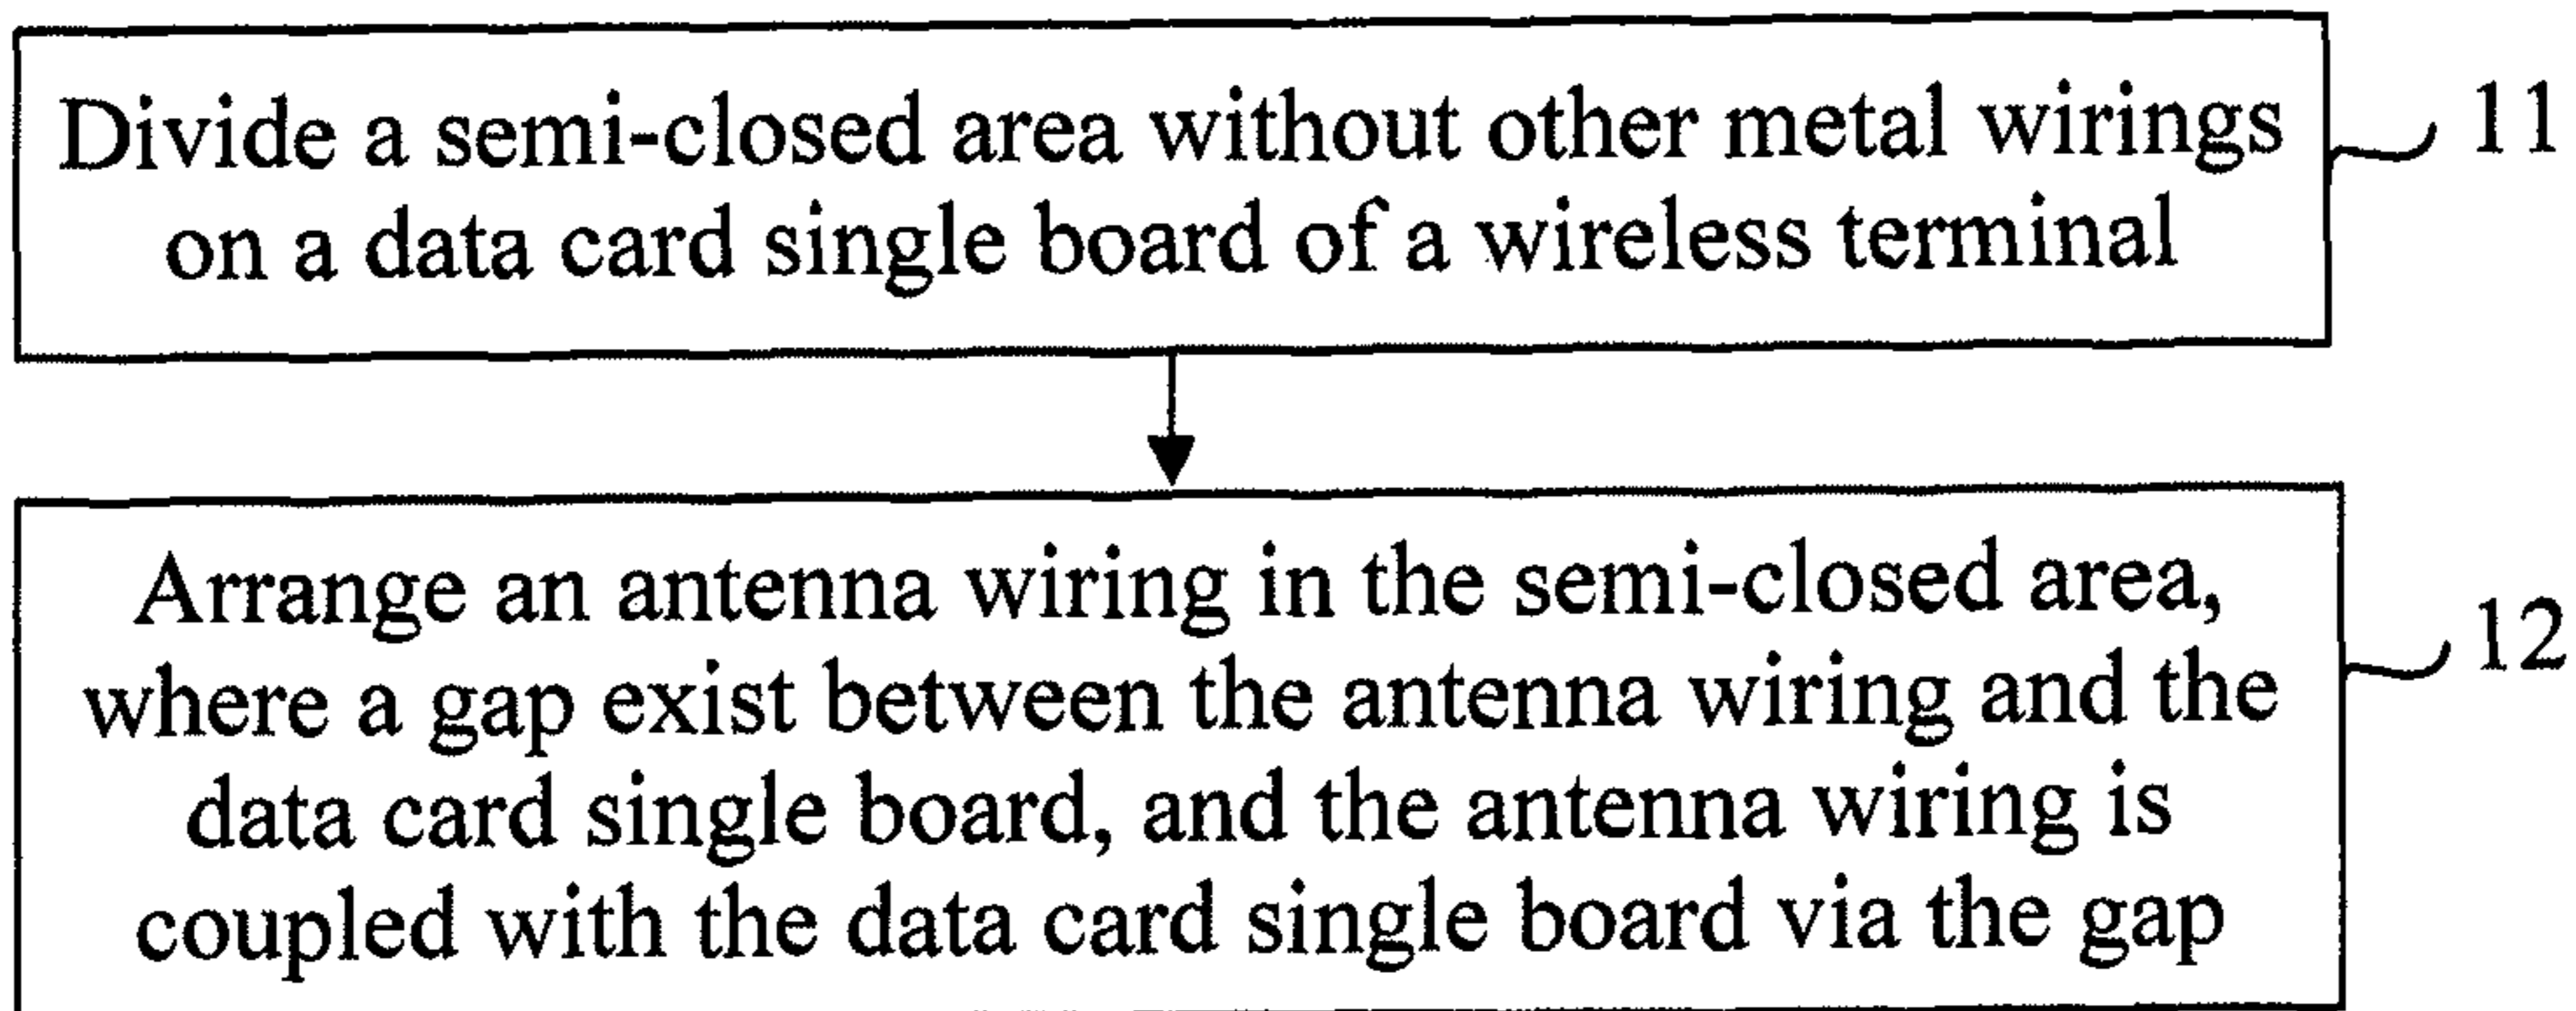 Divide a semi-closed area without other metal wirings
on a data card single board of a wireless terminal
11
Arrange an antenna wiring in the semi-closed area,
where a gap exist between the antenna wiring and the
data card single board, and the antenna wiring is
coupled with the data card single board via the gap
12